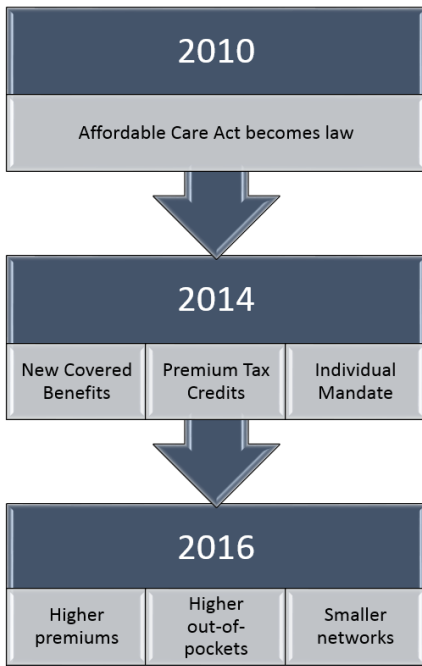 2010
Affordable Care Act becomes law
2014
New Covered
Benefits
Premium Tax
Credits
Individual
Mandate
2016
Higher
premiums
Higher
out-of-
pockets
Smaller
networks